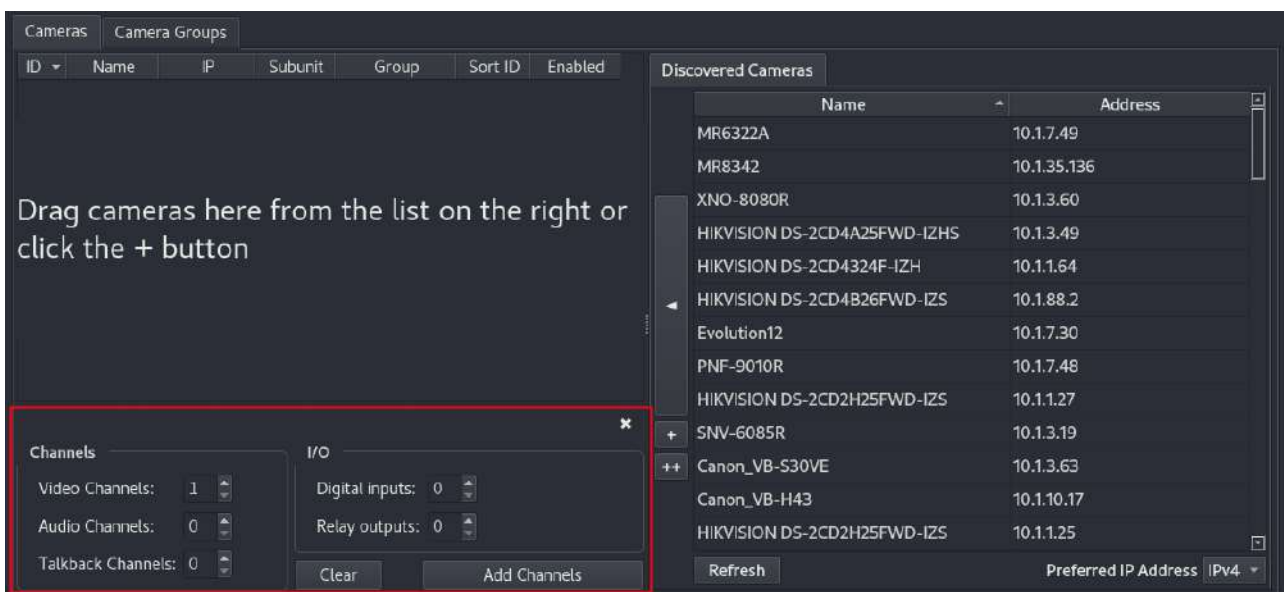 Cameras Camera Groups
ID Name IP Subunit Group Sort ID Enabled
Drag cameras here from the list on the right or
click the + button
Channels
Video Channels: 1
Audio Channels: 0
Talkback Channels: 0
I/O
Digital inputs: 0
Relay outputs: 0
Clear Add Channels
+
++
Discovered Cameras
Name Address
MR6322A 10.1.7.49
MR8342 10.1.35.136
XNO-8080R 10.1.3.60
HIKVISION DS-2CD4A25FWD-IZHS 10.1.3.49
HIKVISION DS-2CD4324F-IZH 10.1.1.64
HIKVISION DS-2CD4B26FWD-IZS 10.1.88.2
Evolution12 10.1.7.30
PNF-9010R 10.1.7.48
HIKVISION DS-2CD2H25FWD-IZS 10.1.1.27
SNV-6085R 10.1.3.19
Canon_VB-S30VE 10.1.3.63
Canon_VB-H43 10.1.10.17
HIKVISION DS-2CD2H25FWD-IZS 10.1.1.25
Refresh Preferred IP Address IPv4